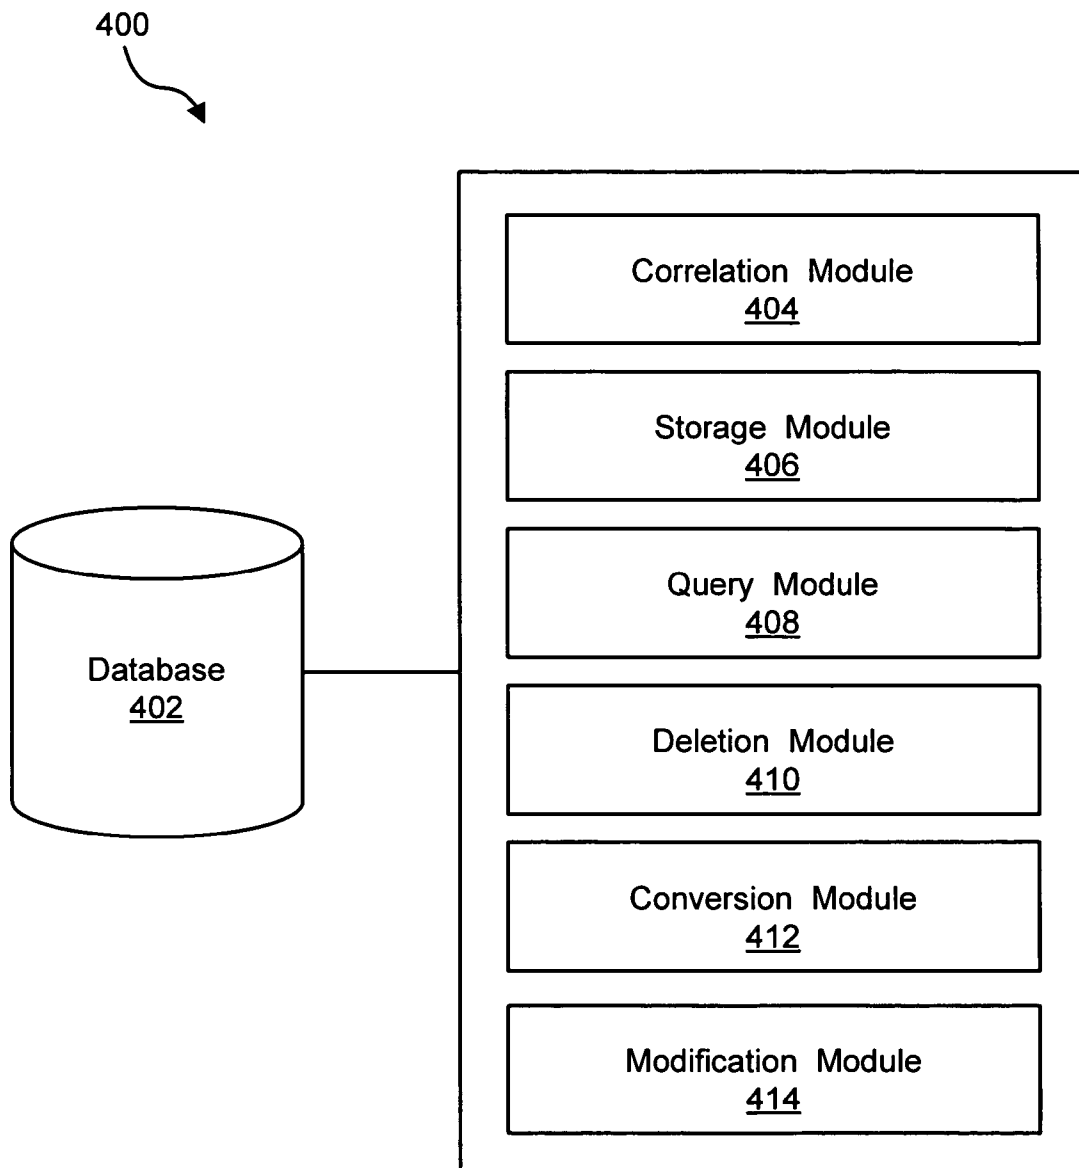 400
Correlation Module
404
Storage Module
406
Query Module
408
Database
402
Deletion Module
410
Conversion Module
412
Modification Module
414